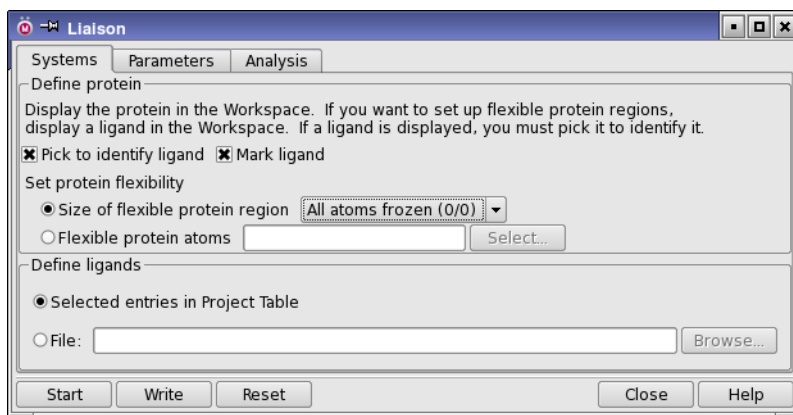 Liaison
Systems Parameters Analysis
Define protein
Display the protein in the Workspace. If you want to set up flexible protein regions,
display a ligand in the Workspace. If a ligand is displayed, you must pick it to identify it.
Pick to identify ligand Mark ligand
Set protein flexibility
Size of flexible protein region All atoms frozen (0/0)
Flexible protein atoms Select...
Define ligands
Selected entries in Project Table
File: Browse...
Start Write Reset Close Help